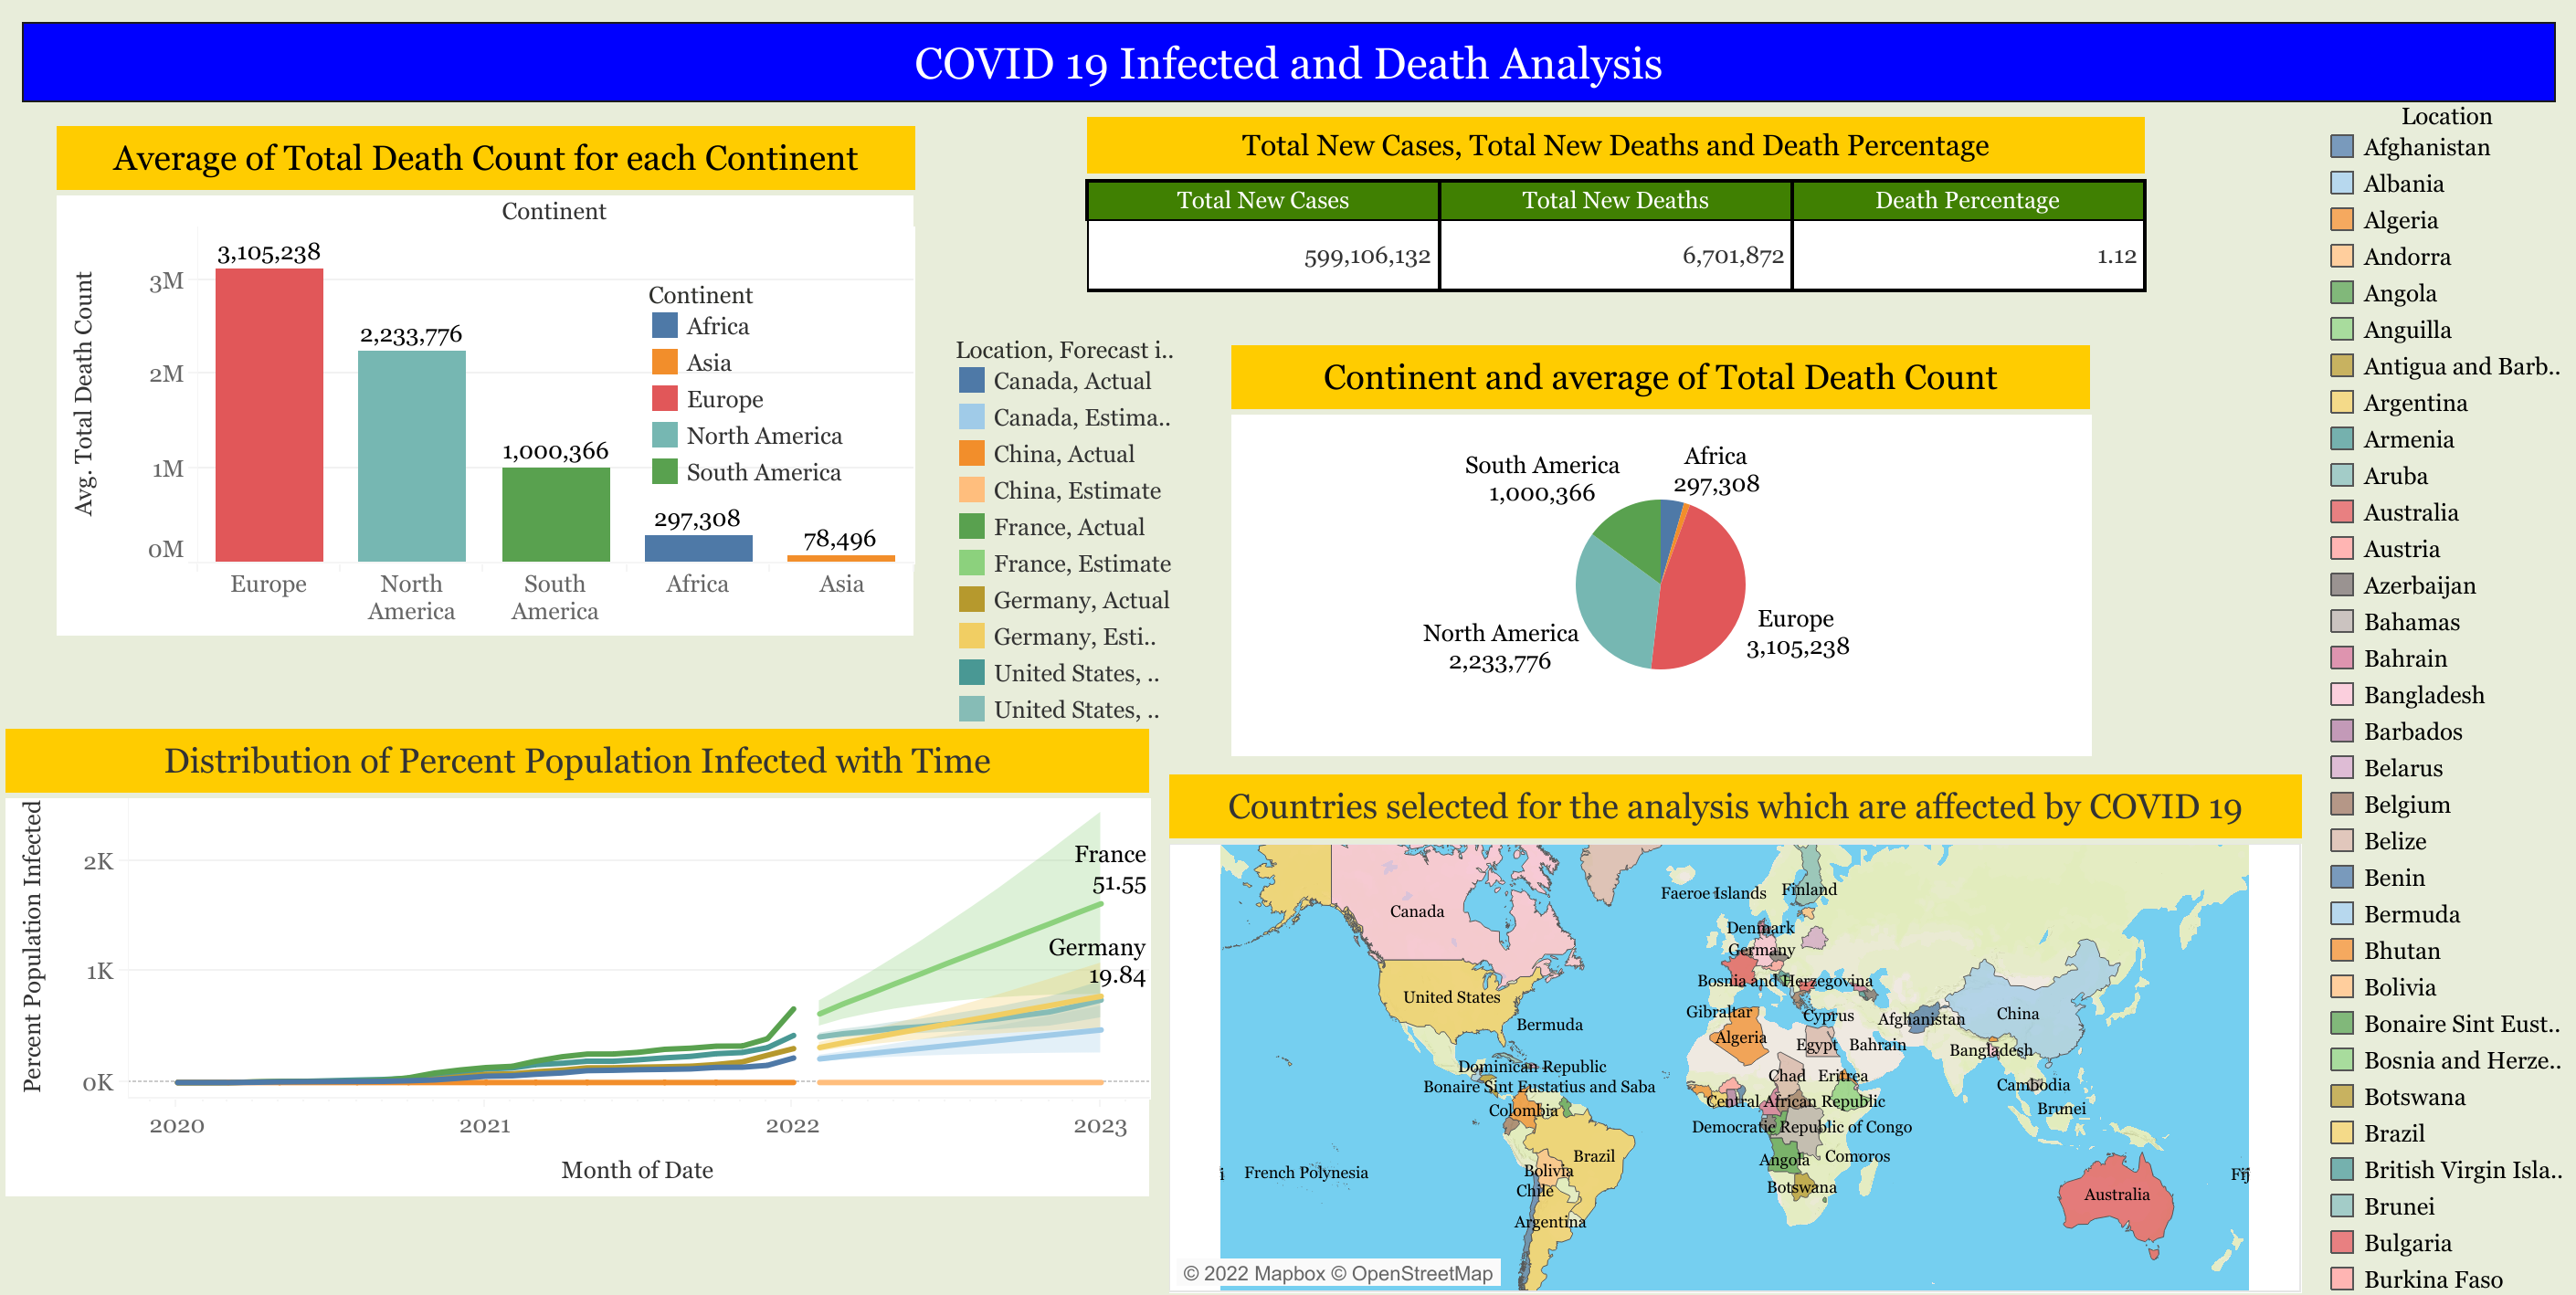 COVID 19 Infected and Death Analysis
Average of Total Death Count for each Continent
Continent
Avg. Total Death Count
3M
2M
1M
0M
3,105,238
2,233,776
1,000,366
297,308
78,496
Europe
North
America
South
America
Africa
Asia
Continent
Africa
Asia
Europe
North America
South America
Total New Cases, Total New Deaths and Death Percentage
Total New Cases
Total New Deaths
Death Percentage
599,106,132
6,701,872
1.12
Location, Forecast i..
Canada, Actual
Canada, Estima..
China, Actual
China, Estimate
France, Actual
France, Estimate
Germany, Actual
Germany, Esti..
United States, ..
United States, ..
Continent and average of Total Death Count
South America
1,000,366
Africa
297,308
Europe
3,105,238
North America
2,233,776
Distribution of Percent Population Infected with Time
Percent Population Infected
2K
1K
0K
France
51.55
Germany
19.84
2020
2021
2022
2023
Month of Date
Countries selected for the analysis which are affected by COVID 19
Faeroe Islands
Finland
Canada
Denmark
Germany
Bosnia and Herzegovina
United States
Gibraltar
Cyprus
Afghanistan
China
Bermuda
Algeria
Egypt
Bahrain
Bangladesh
Dominican Republic
Chad
Eritrea
Cambodia
Bonaire Sint Eustatius and Saba
Central African Republic
Brunei
Colombia
Democratic Republic of Congo
Brazil
Angola
Comoros
Bolivia
French Polynesia
i
Fij
Chile
Botswana
Australia
Argentina
© 2022 Mapbox © OpenStreetMap
Location
Afghanistan
Albania
Algeria
Andorra
Angola
Anguilla
Antigua and Barb..
Argentina
Armenia
Aruba
Australia
Austria
Azerbaijan
Bahamas
Bahrain
Bangladesh
Barbados
Belarus
Belgium
Belize
Benin
Bermuda
Bhutan
Bolivia
Bonaire Sint Eust..
Bosnia and Herze..
Botswana
Brazil
British Virgin Isla..
Brunei
Bulgaria
Burkina Faso